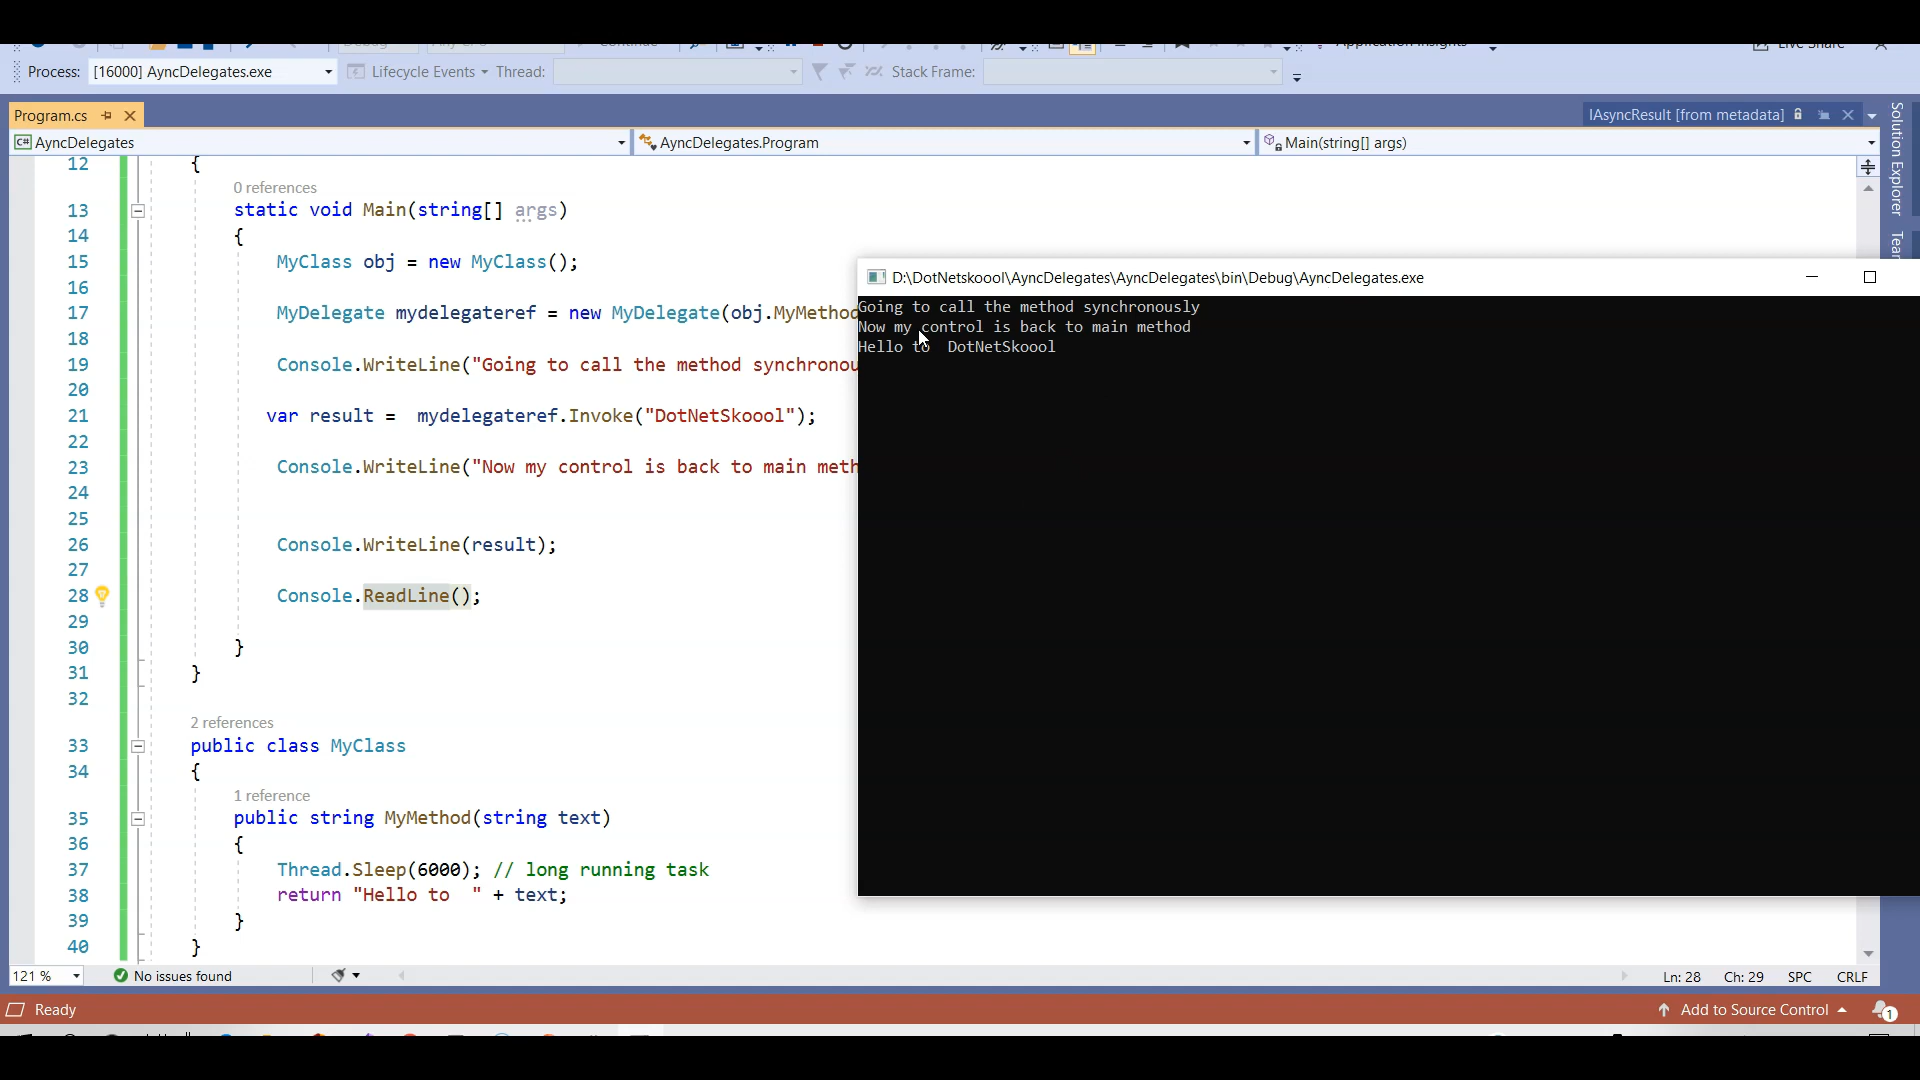 Process: [16000] AyncDelegates.exe Lifecycle Events Thread: Stack Frame:
Program.cs IAsyncResult [from metadata]
C# AyncDelegates AyncDelegates.Program Main(string[] args)
Solution Explorer
12 {
0 references
13 static void Main(string[] args)
14 {
15 MyClass obj = new MyClass();
16
17 MyDelegate mydelegateref = new MyDelegate(obj.MyMethod
18
19 Console.WriteLine("Going to call the method synchronou
20
21 var result = mydelegateref.Invoke("DotNetSkoool");
22
23 Console.WriteLine("Now my control is back to main meth
24
25
26 Console.WriteLine(result);
27
28 Console.ReadLine();
29
30 }
31 }
32
2 references
33 public class MyClass
34 {
1 reference
35 public string MyMethod(string text)
36 {
37 Thread.Sleep(6000); // long running task
38 return "Hello to  " + text;
39 }
40 }
D:\DotNetskoool\AyncDelegates\AyncDelegates\bin\Debug\AyncDelegates.exe
Going to call the method synchronously
Now my control is back to main method
Hello to  DotNetSkoool
121 % No issues found Ln: 28 Ch: 29 SPC CRLF
Ready Add to Source Control 1